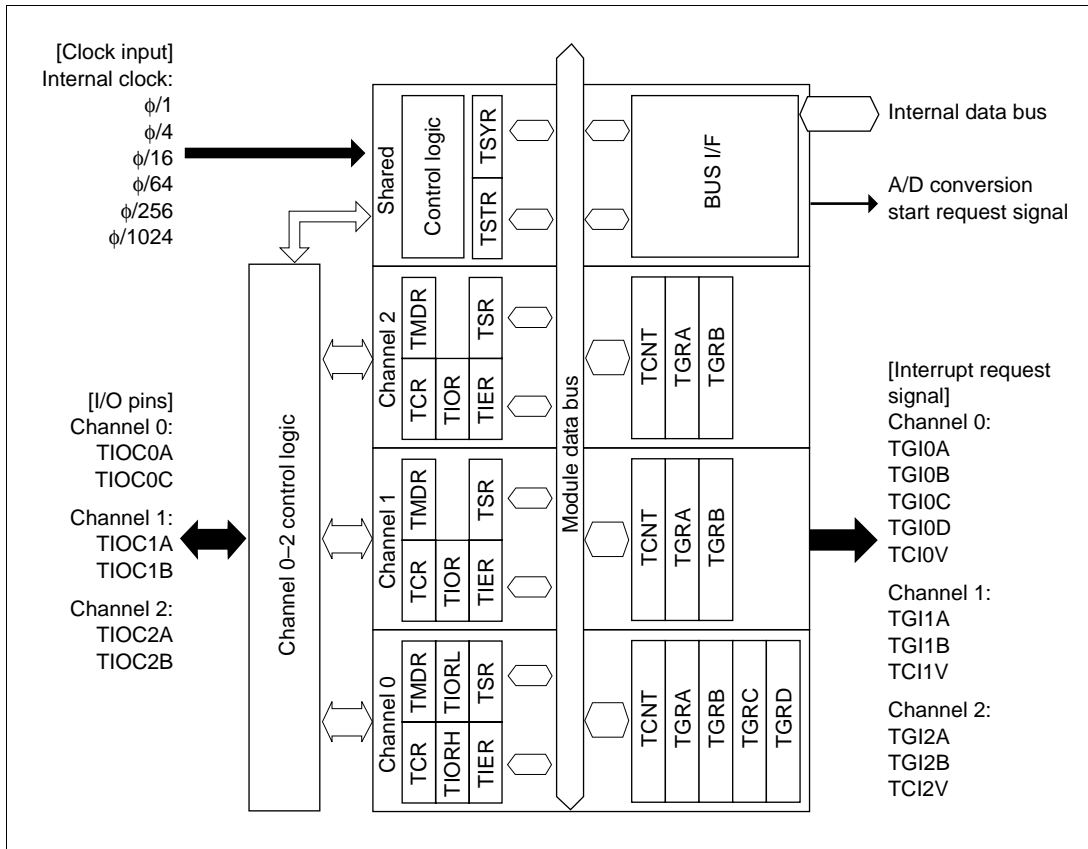 [Clock input]
Internal clock:
ϕ/1
ϕ/4
ϕ/16
ϕ/64
ϕ/256
ϕ/1024
[I/O pins]
Channel 0:
TIOC0A
TIOC0C
Channel 1:
TIOC1A
TIOC1B
Channel 2:
TIOC2A
TIOC2B
Channel 0–2 control logic
Shared
Control logic
TSTR
TSYR
Channel 2
TCR
TMDR
TIOR
TIER
TSR
Channel 1
TCR
TMDR
TIOR
TIER
TSR
Channel 0
TCR
TMDR
TIORH
TIORL
TIER
TSR
Module data bus
BUS I/F
TCNT
TGRA
TGRB
TCNT
TGRA
TGRB
TCNT
TGRA
TGRB
TGRC
TGRD
Internal data bus
A/D conversion
start request signal
[Interrupt request
signal]
Channel 0:
TGI0A
TGI0B
TGI0C
TGI0D
TCI0V
Channel 1:
TGI1A
TGI1B
TCI1V
Channel 2:
TGI2A
TGI2B
TCI2V